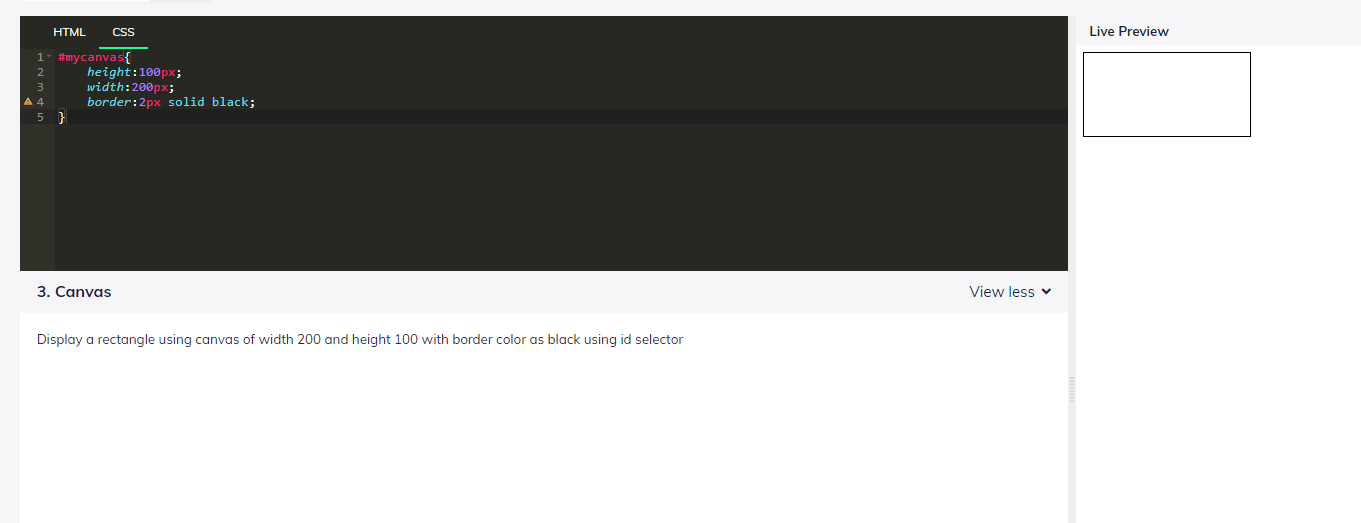 HTML CSS
Live Preview
1 #mycanvas{
2 height:100px;
3 width:200px;
4 border:2px solid black;
5 }
3. Canvas
View less
Display a rectangle using canvas of width 200 and height 100 with border color as black using id selector